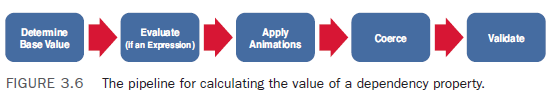 Determine
Base Value
Evaluate
(if an Expression)
Apply
Animations
Coerce
Validate
FIGURE 3.6 The pipeline for calculating the value of a dependency property.